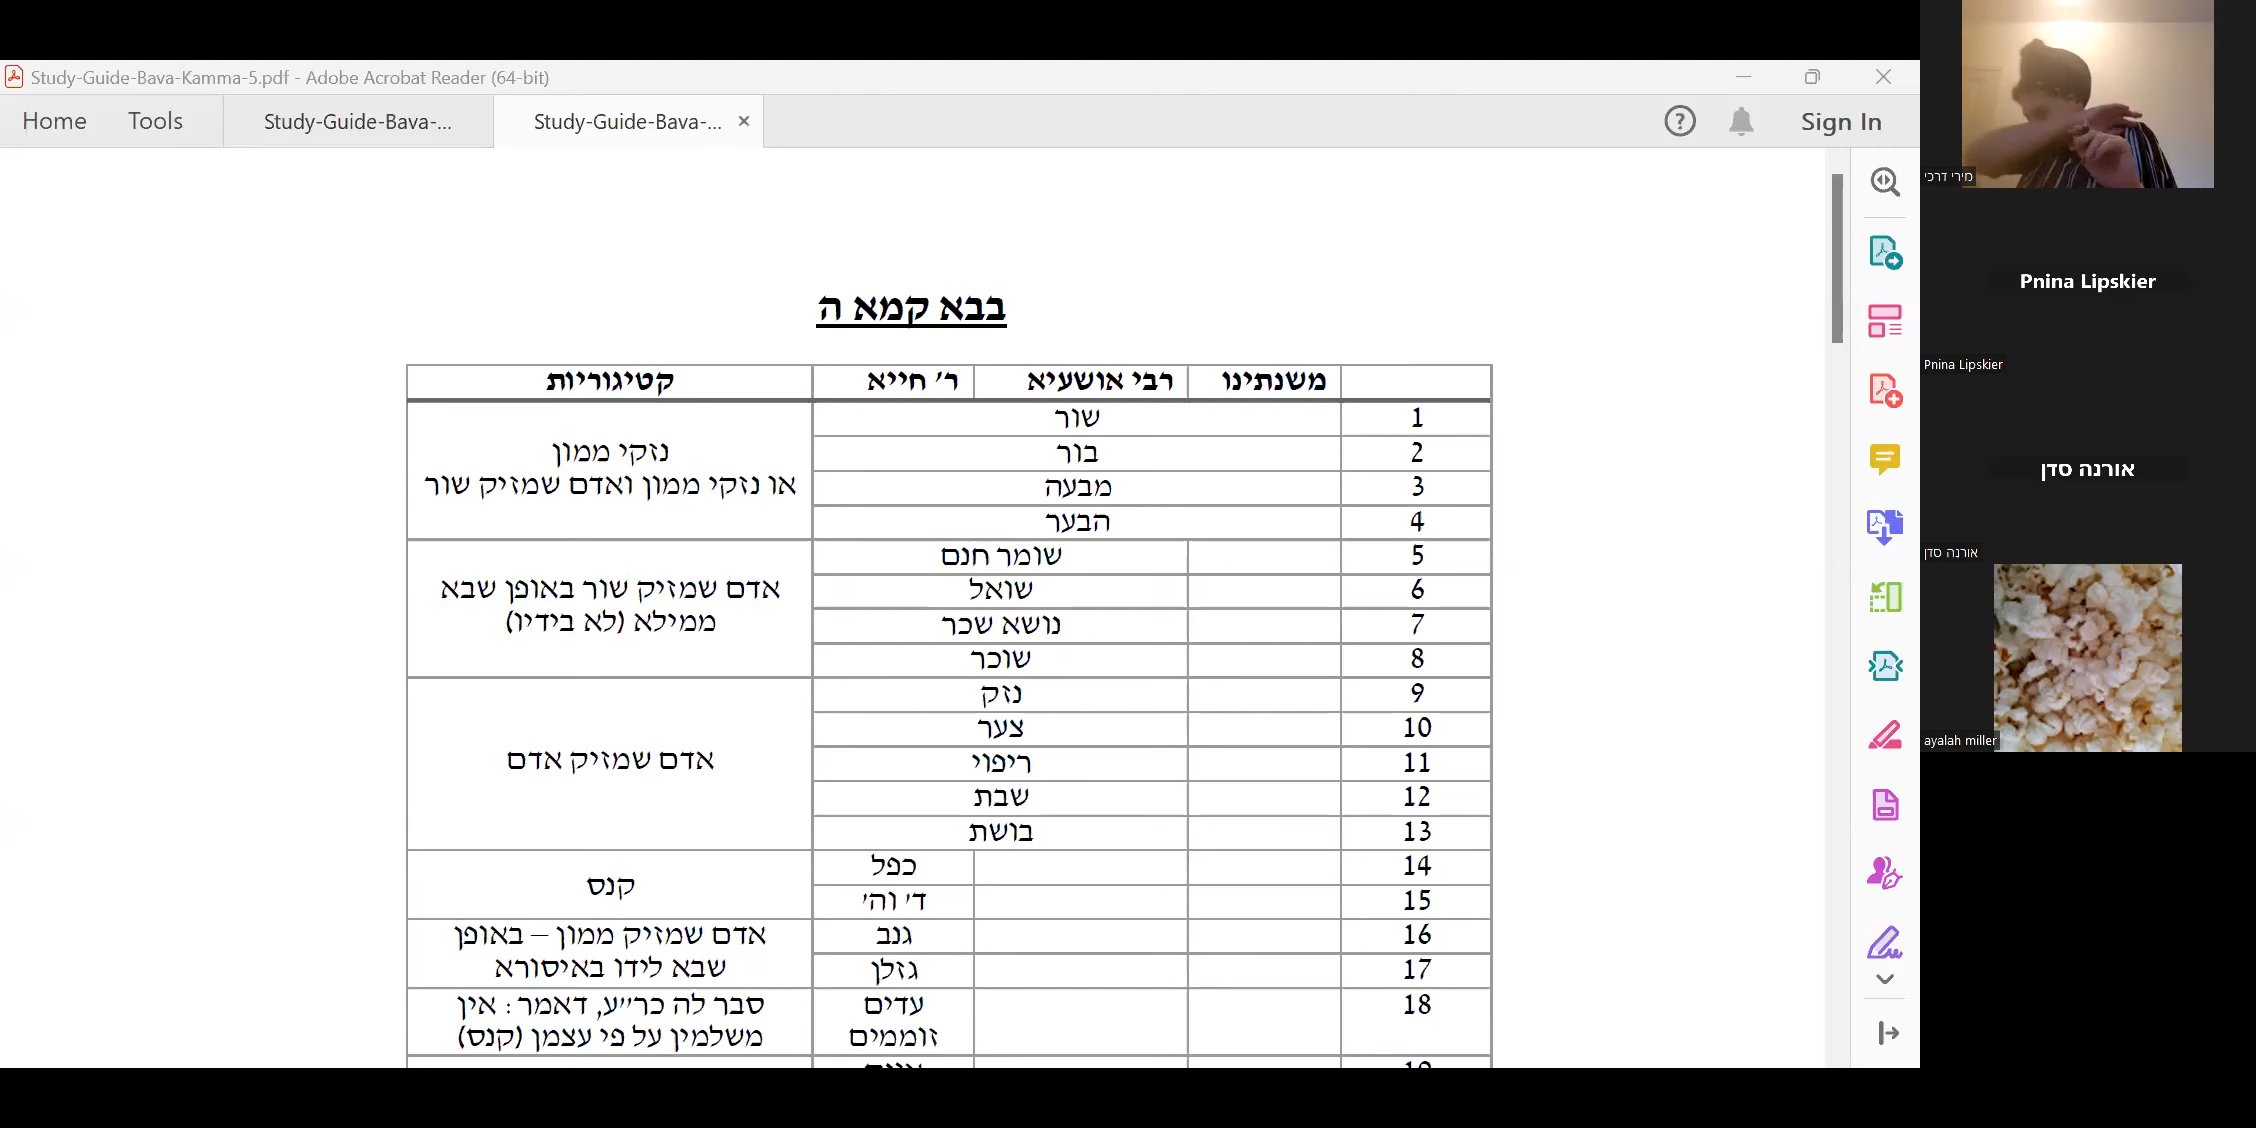 Study-Guide-Bava-Kamma-5.pdf - Adobe Acrobat Reader (64-bit)
Home Tools Study-Guide-Bava-... Study-Guide-Bava-... Sign In
בבא קמא ה
משנתינו רבי אושעיא ר׳ חייא קטיגוריות
1 שור
2 בור
3 מבעה
4 הבער
נזקי ממון
או נזקי ממון ואדם שמזיק שור
5 שומר חנם
6 שואל
7 נושא שכר
8 שוכר
אדם שמזיק שור באופן שבא
ממילא (לא בידיו)
9 נזק
10 צער
11 ריפוי
12 שבת
13 בושת
אדם שמזיק אדם
14 כפל
15 ד׳ וה׳
קנס
16 גנב
17 גזלן
אדם שמזיק ממון – באופן
שבא לידו באיסורא
18 עדים
זוממים
סבר לה כר״ע, דאמר: אין
משלמין על פי עצמן (קנס)
מירי דרכי
Pnina Lipskier
Pnina Lipskier
אורנה סדן
אורנה סדן
ayalah miller